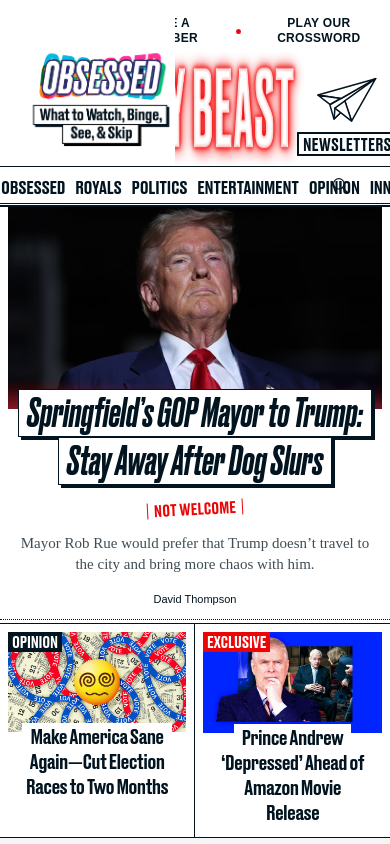 E A
BER
PLAY OUR
CROSSWORD
OBSESSED
What to Watch, Binge,
See, & Skip
Y BEAST
NEWSLETTERS
OBSESSED ROYALS POLITICS ENTERTAINMENT OPINION INN
Springfield's GOP Mayor to Trump:
Stay Away After Dog Slurs
NOT WELCOME
Mayor Rob Rue would prefer that Trump doesn't travel to
the city and bring more chaos with him.
David Thompson
OPINION
Make America Sane
Again—Cut Election
Races to Two Months
EXCLUSIVE
Prince Andrew
'Depressed' Ahead of
Amazon Movie
Release